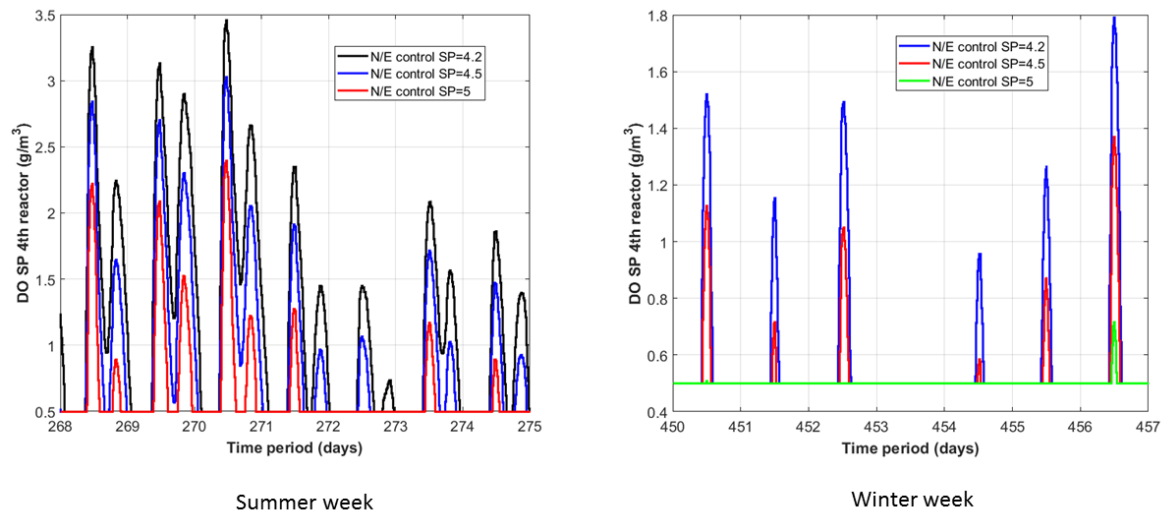 3.5
3
2.5
2
1.5
1
0.5
DO SP 4th reactor (g/m³)
N/E control SP=4.2
N/E control SP=4.5
N/E control SP=5
268 269 270 271 272 273 274 275
Time period (days)
Summer week
1.8
1.6
1.4
1.2
1
0.8
0.6
0.4
DO SP 4th reactor (g/m³)
N/E control SP=4.2
N/E control SP=4.5
N/E control SP=5
450 451 452 453 454 455 456 457
Time period (days)
Winter week